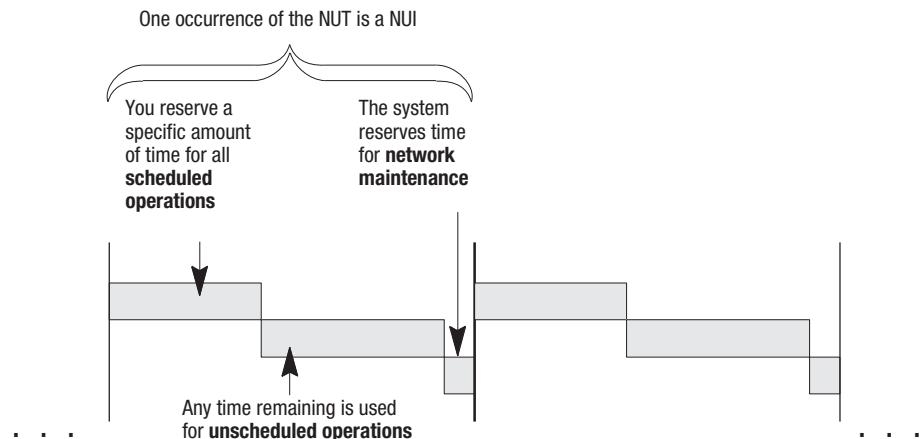 One occurrence of the NUT is a NUI
You reserve a
specific amount
of time for all
scheduled
operations
The system
reserves time
for network
maintenance
Any time remaining is used
for unscheduled operations